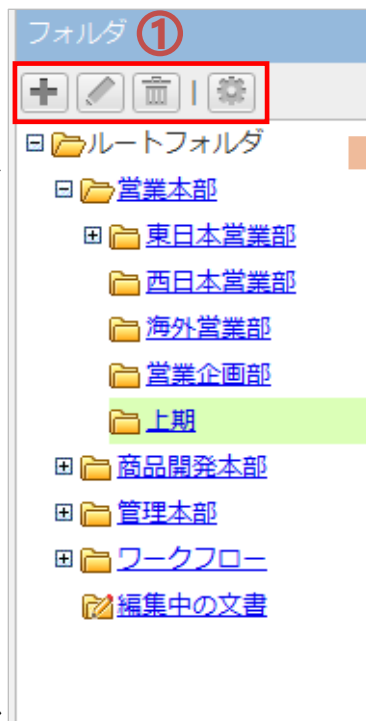 フォルダ ①
ルートフォルダ
営業本部
東日本営業部
西日本営業部
海外営業部
営業企画部
上期
商品開発本部
管理本部
ワークフロー
編集中の文書